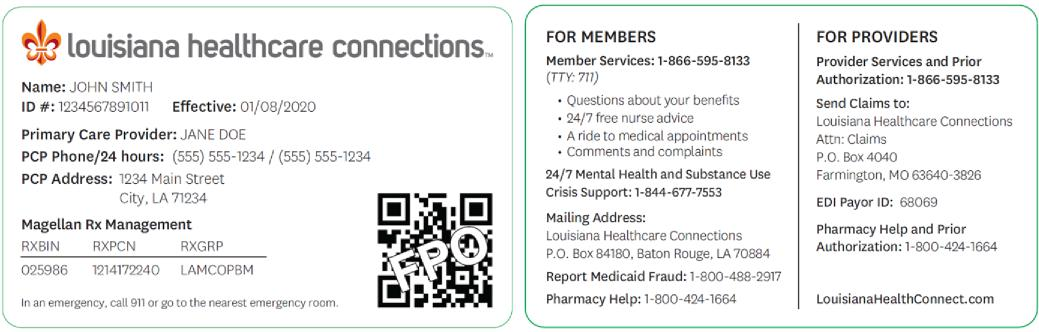 louisiana healthcare connections™
Name: JOHN SMITH
ID #: 1234567891011 Effective: 01/08/2020
Primary Care Provider: JANE DOE
PCP Phone/24 hours: (555) 555-1234 / (555) 555-1234
PCP Address: 1234 Main Street
City, LA 71234
Magellan Rx Management
RXBIN RXPCN RXGRP
025986 1214172240 LAMCOPBM
In an emergency, call 911 or go to the nearest emergency room.
FPO
FOR MEMBERS
Member Services: 1-866-595-8133
(TTY: 711)
• Questions about your benefits
• 24/7 free nurse advice
• A ride to medical appointments
• Comments and complaints
24/7 Mental Health and Substance Use
Crisis Support: 1-844-677-7553
Mailing Address:
Louisiana Healthcare Connections
P.O. Box 84180, Baton Rouge, LA 70884
Report Medicaid Fraud: 1-800-488-2917
Pharmacy Help: 1-800-424-1664
FOR PROVIDERS
Provider Services and Prior
Authorization: 1-866-595-8133
Send Claims to:
Louisiana Healthcare Connections
Attn: Claims
P.O. Box 4040
Farmington, MO 63640-3826
EDI Payor ID: 68069
Pharmacy Help and Prior
Authorization: 1-800-424-1664
LouisianaHealthConnect.com